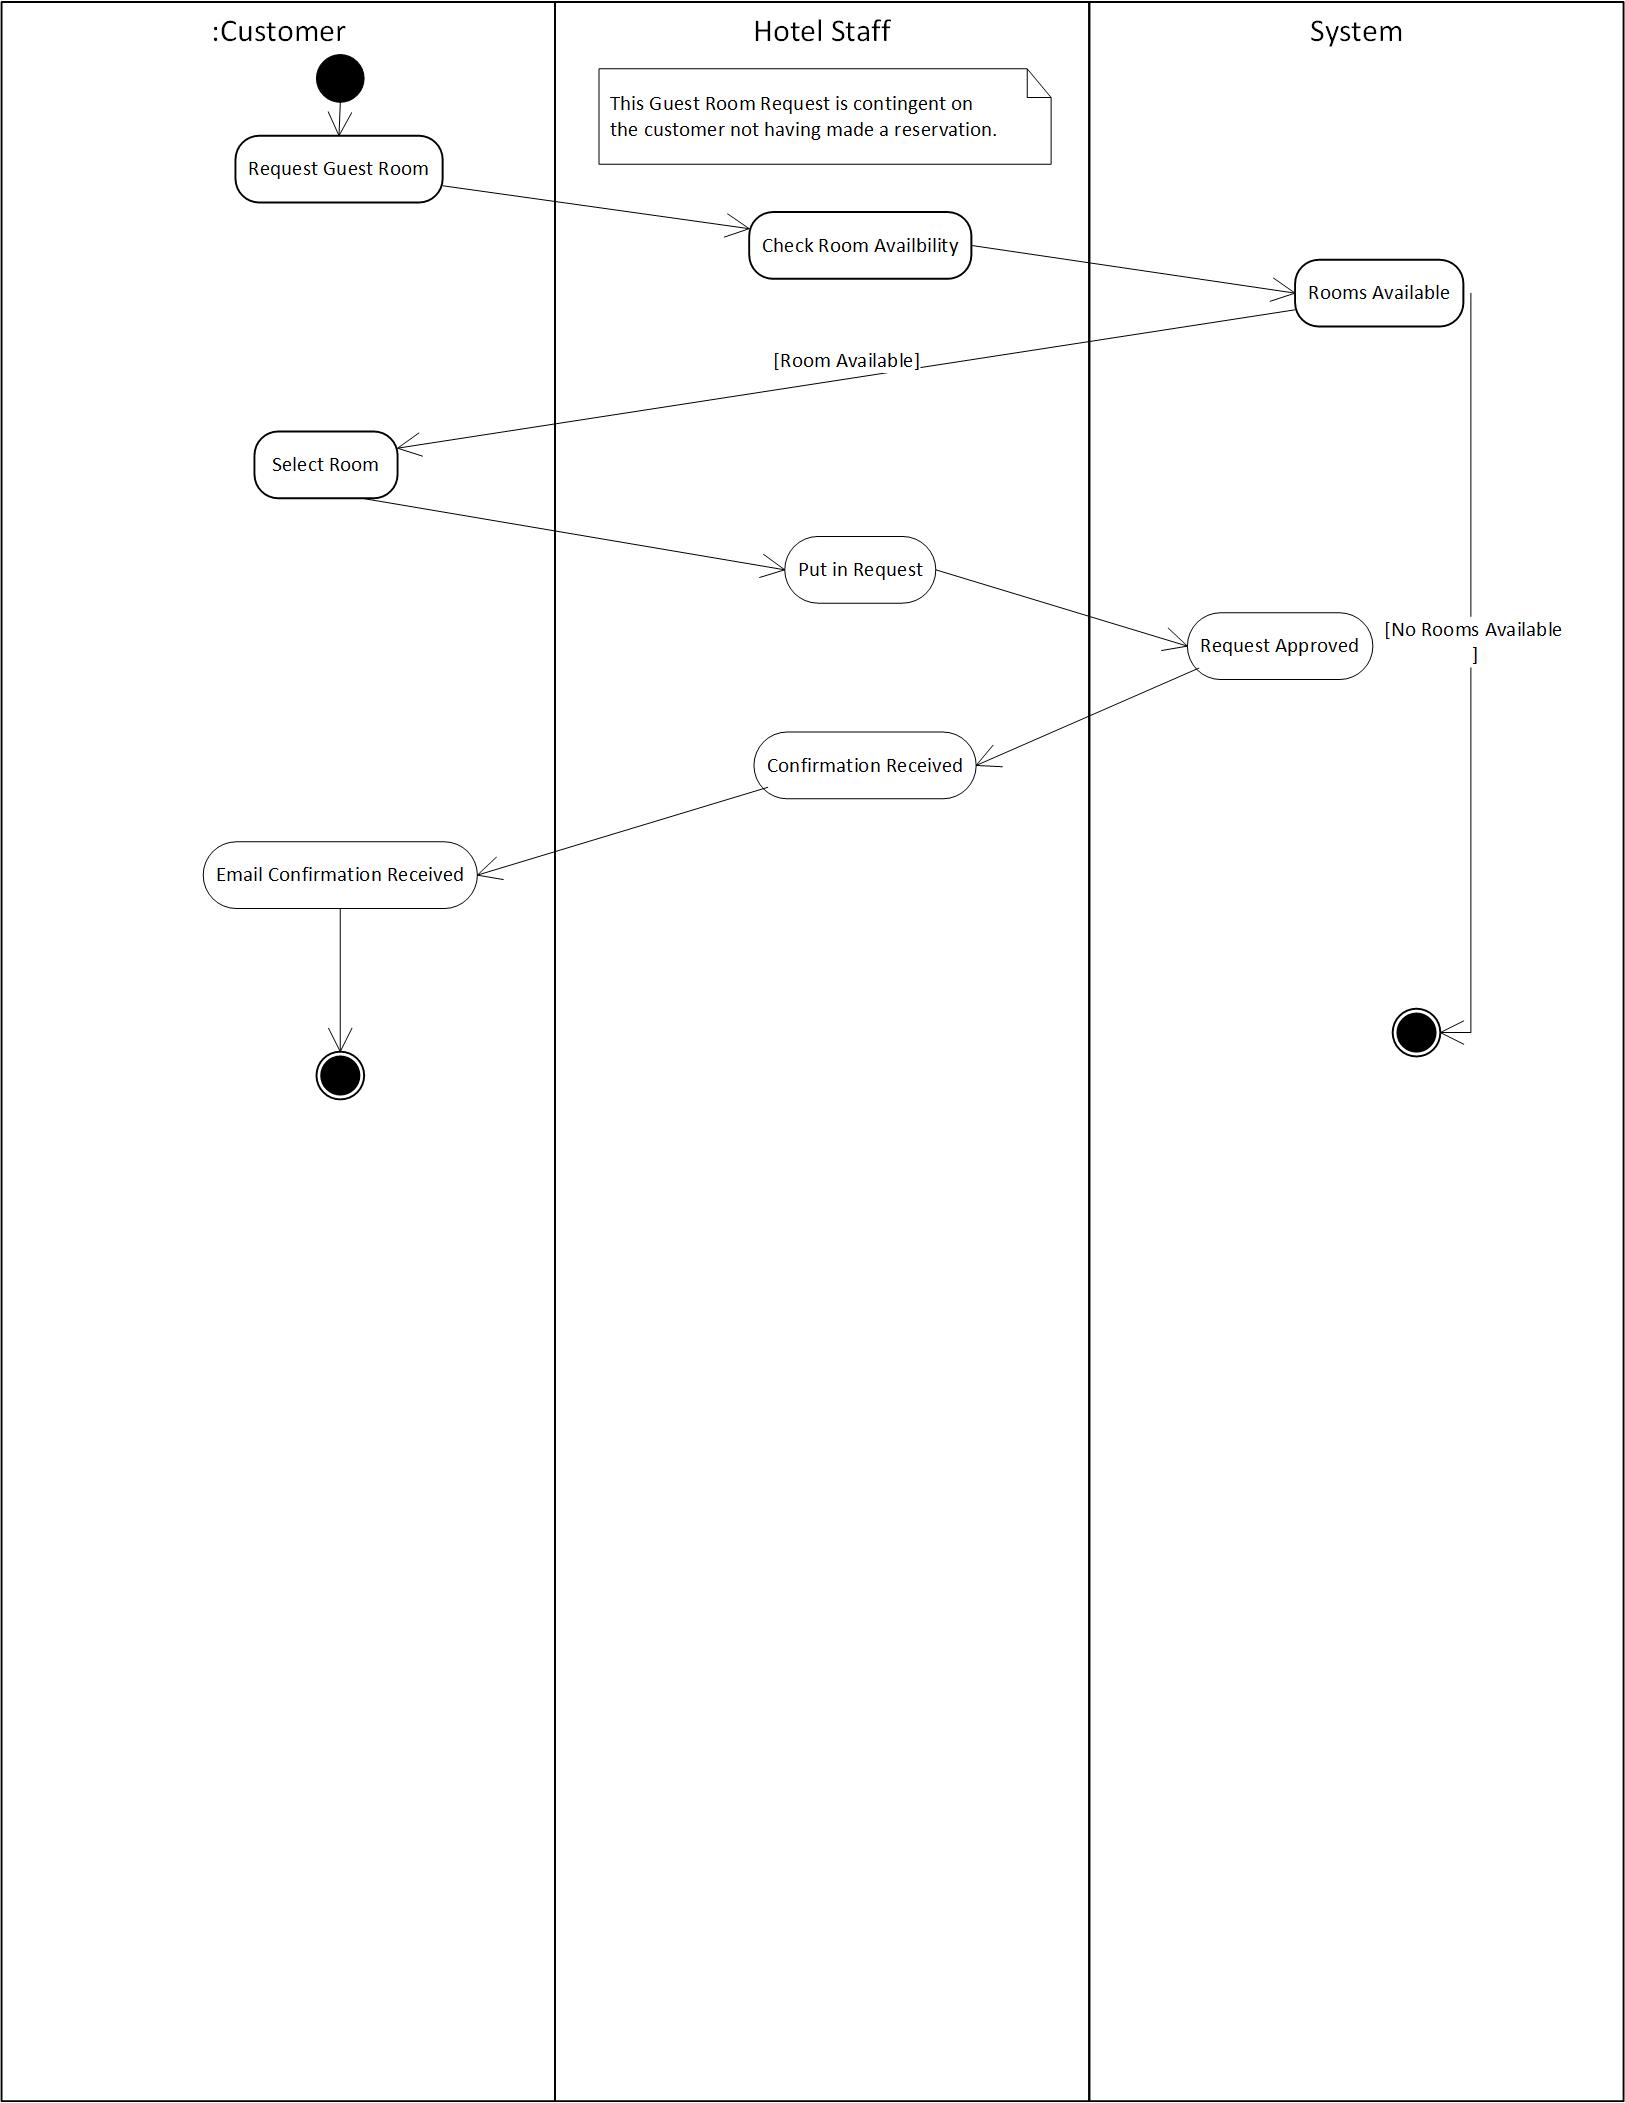 :Customer
Hotel Staff
System
This Guest Room Request is contingent on
the customer not having made a reservation.
Request Guest Room
Check Room Availbility
Rooms Available
[Room Available]
Select Room
Put in Request
Request Approved
[No Rooms Available
]
Confirmation Received
Email Confirmation Received